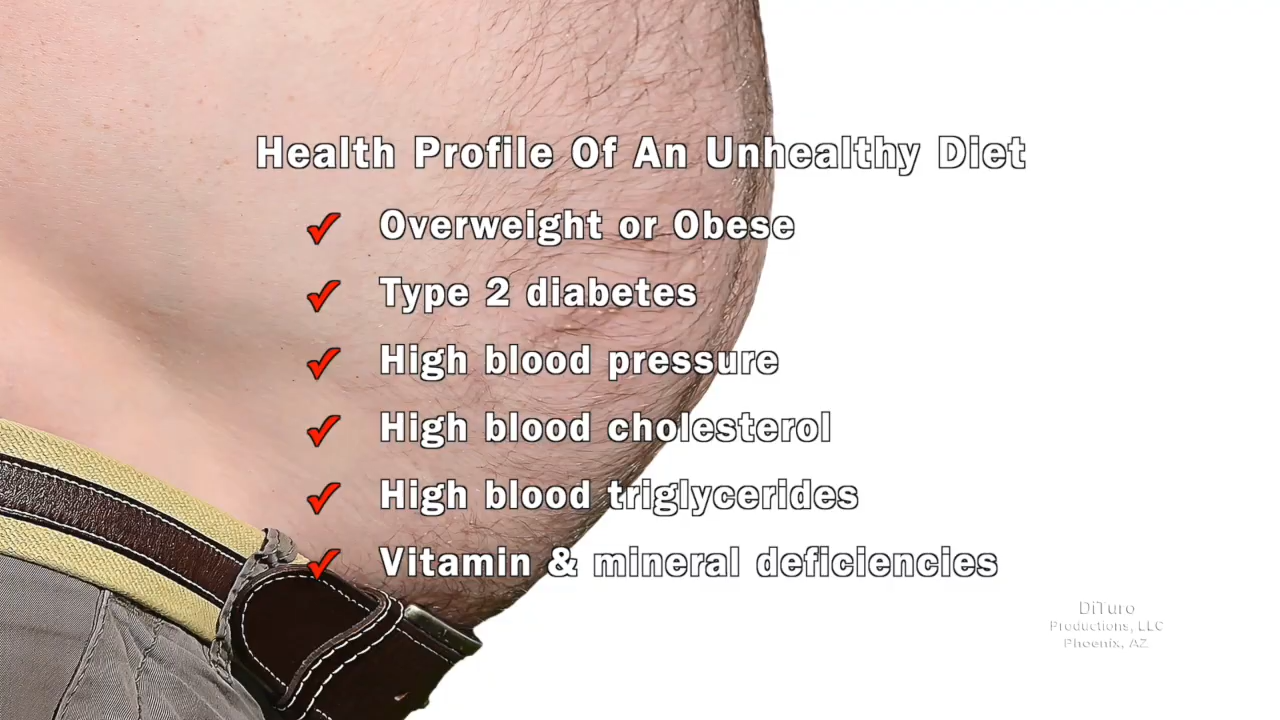 Health Profile Of An Unhealthy Diet
Overweight or Obese
Type 2 diabetes
High blood pressure
High blood cholesterol
High blood triglycerides
Vitamin & mineral deficiencies
DiTuro
Productions, LLC
Phoenix, AZ